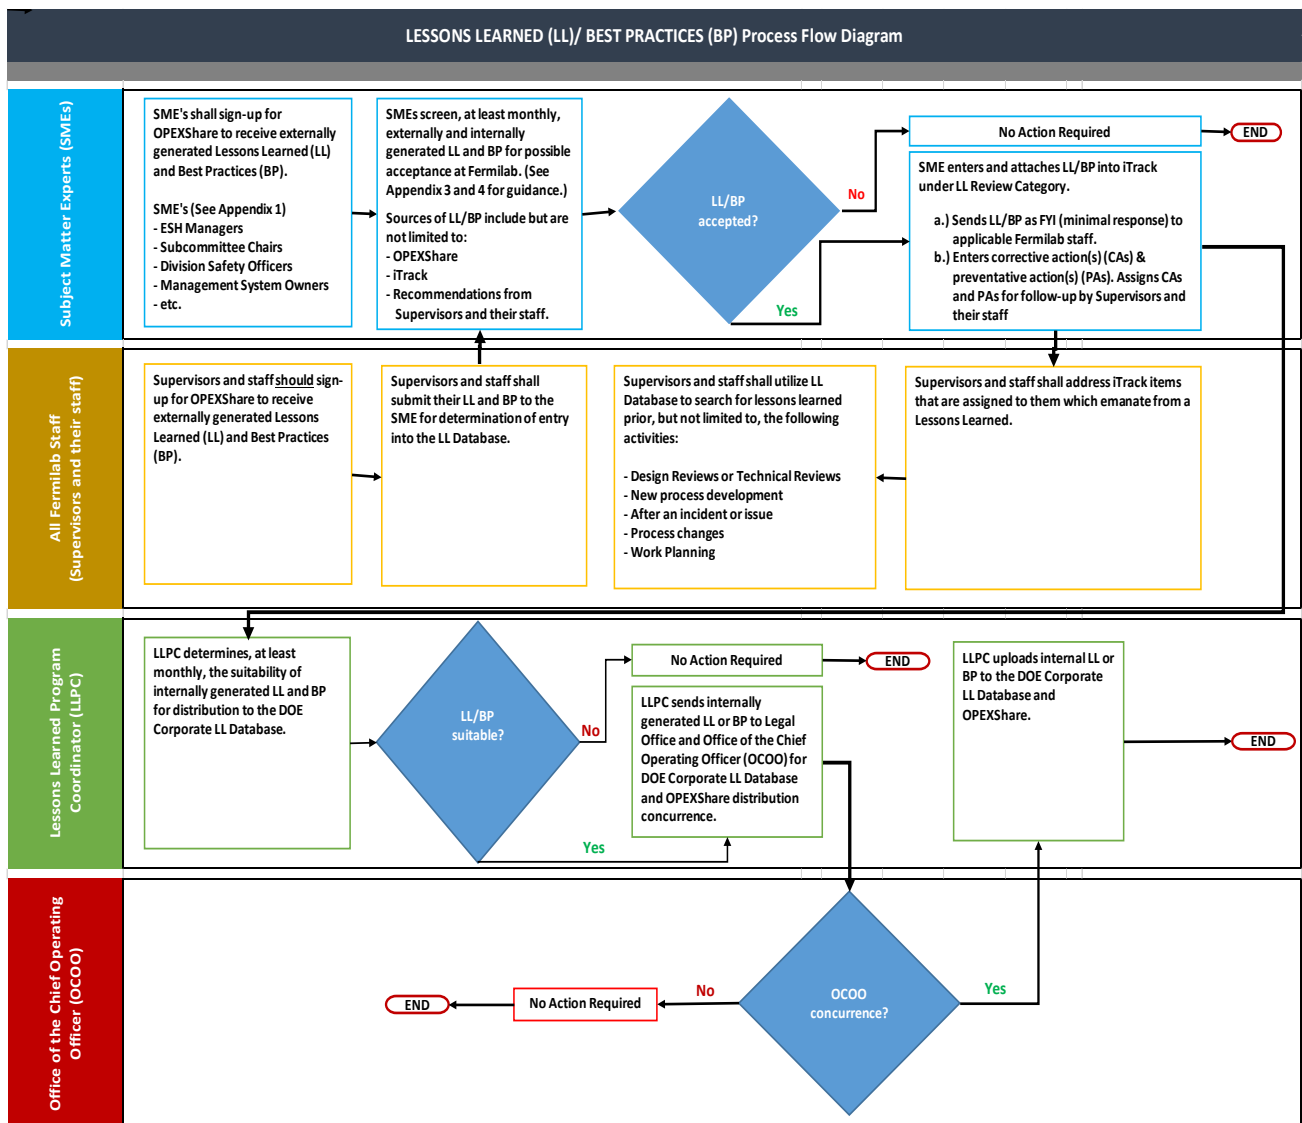 LESSONS LEARNED (LL)/ BEST PRACTICES (BP) Process Flow Diagram
Subject Matter Experts (SMEs)
SME's shall sign-up for
OPEXShare to receive externally
generated Lessons Learned (LL)
and Best Practices (BP).
SME's (See Appendix 1)
- ESH Managers
- Subcommittee Chairs
- Division Safety Officers
- Management System Owners
- etc.
SMEs screen, at least monthly,
externally and internally
generated LL and BP for possible
acceptance at Fermilab. (See
Appendix 3 and 4 for guidance.)
Sources of LL/BP include but are
not limited to:
- OPEXShare
- iTrack
- Recommendations from
Supervisors and their staff.
LL/BP
accepted?
No
Yes
No Action Required
END
SME enters and attaches LL/BP into iTrack
under LL Review Category.
a.) Sends LL/BP as FYI (minimal response) to
applicable Fermilab staff.
b.) Enters corrective action(s) (CAs) &
preventative action(s) (PAs). Assigns CAs
and PAs for follow-up by Supervisors and
their staff
All Fermilab Staff
(Supervisors and their staff)
Supervisors and staff should sign-
up for OPEXShare to receive
externally generated Lessons
Learned (LL) and Best Practices
(BP).
Supervisors and staff shall
submit their LL and BP to the
SME for determination of entry
into the LL Database.
Supervisors and staff shall utilize LL
Database to search for lessons learned
prior, but not limited to, the following
activities:
- Design Reviews or Technical Reviews
- New process development
- After an incident or issue
- Process changes
- Work Planning
Supervisors and staff shall address iTrack items
that are assigned to them which emanate from a
Lessons Learned.
Lessons Learned Program
Coordinator (LLPC)
LLPC determines, at least
monthly, the suitability of
internally generated LL and BP
for distribution to the DOE
Corporate LL Database.
LL/BP
suitable?
No
Yes
No Action Required
END
LLPC sends internally
generated LL or BP to Legal
Office and Office of the Chief
Operating Officer (OCOO) for
DOE Corporate LL Database
and OPEXShare distribution
concurrence.
LLPC uploads internal LL or
BP to the DOE Corporate
LL Database and
OPEXShare.
END
Office of the Chief Operating
Officer (OCOO)
END
No Action Required
No
OCOO
concurrence?
Yes